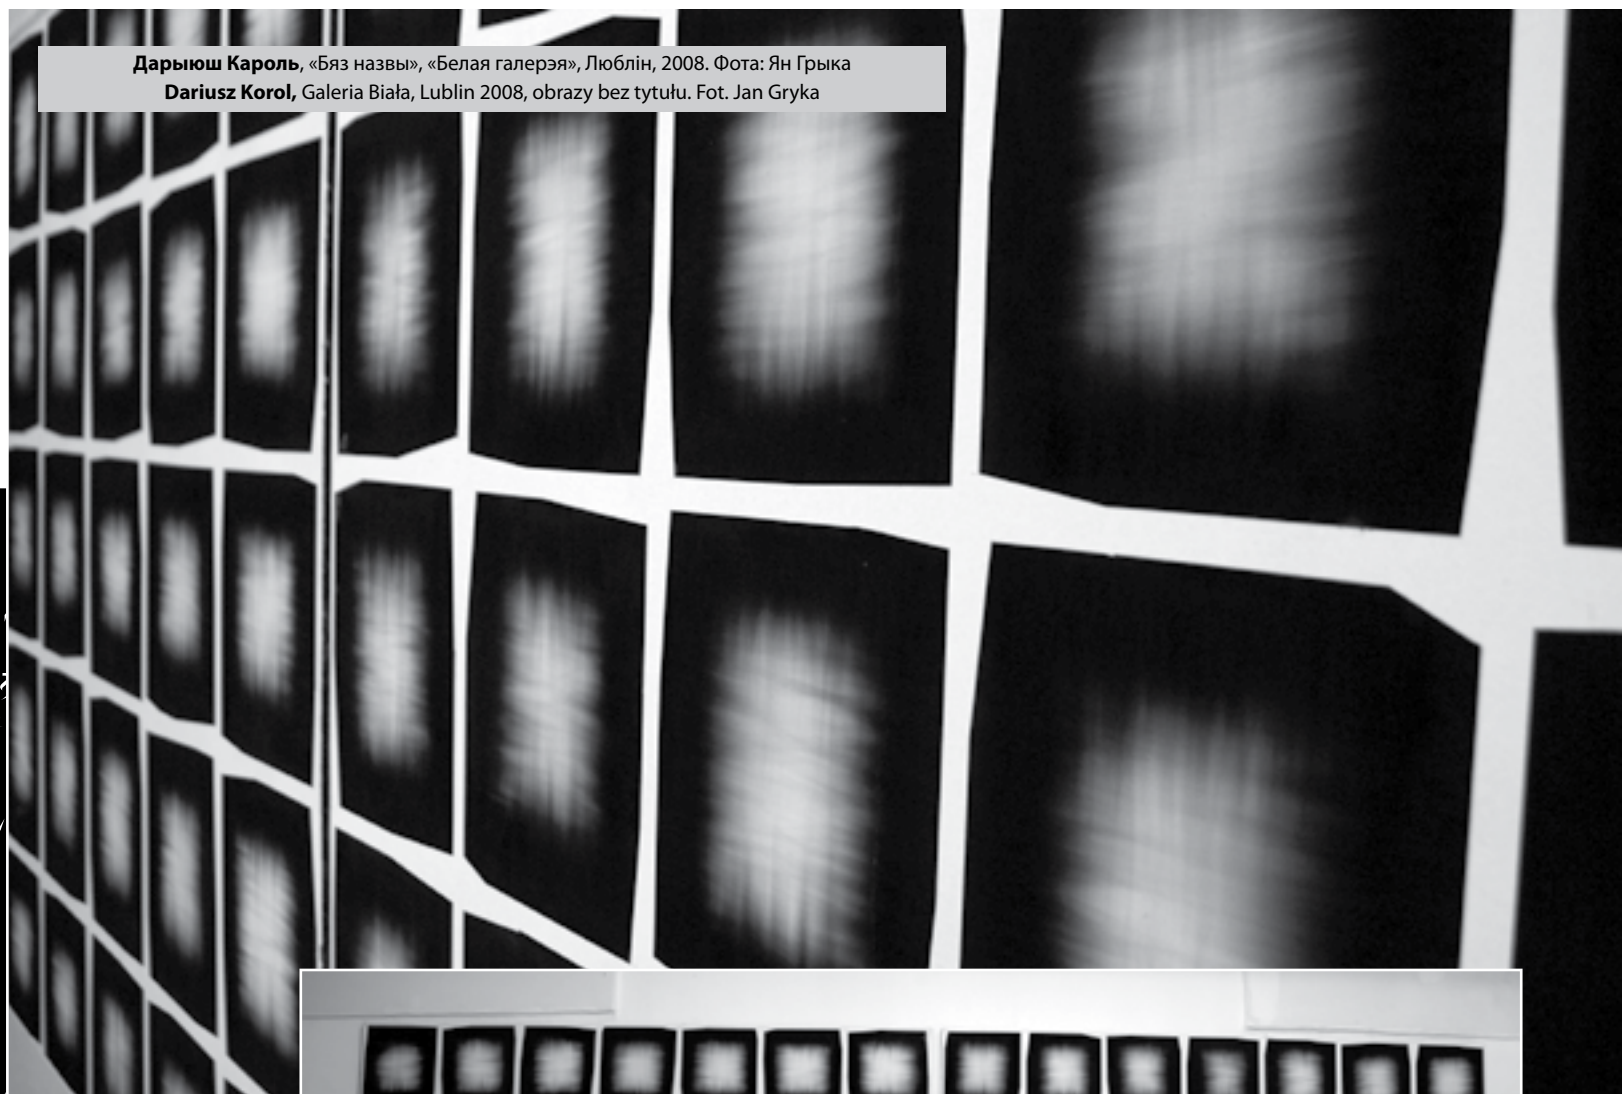 Дарыюш Кароль, «Бяз назвы», «Белая галерэя», Люблін, 2008. Фота: Ян Грыка
Dariusz Korol, Galeria Biała, Lublin 2008, obrazy bez tytułu. Fot. Jan Gryka